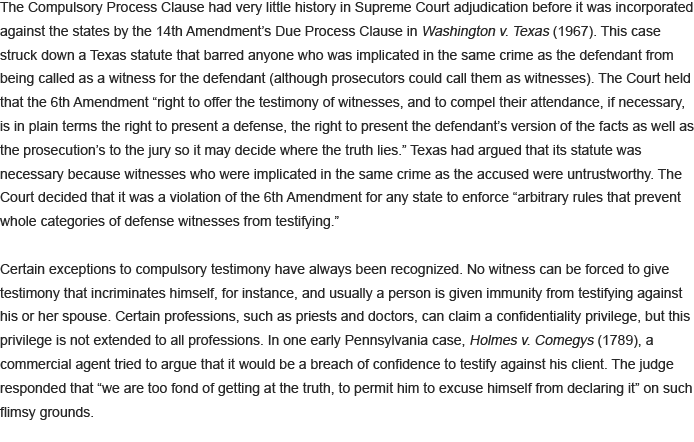 The Compulsory Process Clause had very little history in Supreme Court adjudication before it was incorporated
against the states by the 14th Amendment’s Due Process Clause in Washington v. Texas (1967). This case
struck down a Texas statute that barred anyone who was implicated in the same crime as the defendant from
being called as a witness for the defendant (although prosecutors could call them as witnesses). The Court held
that the 6th Amendment “right to offer the testimony of witnesses, and to compel their attendance, if necessary,
is in plain terms the right to present a defense, the right to present the defendant’s version of the facts as well as
the prosecution’s to the jury so it may decide where the truth lies.” Texas had argued that its statute was
necessary because witnesses who were implicated in the same crime as the accused were untrustworthy. The
Court decided that it was a violation of the 6th Amendment for any state to enforce “arbitrary rules that prevent
whole categories of defense witnesses from testifying.”
Certain exceptions to compulsory testimony have always been recognized. No witness can be forced to give
testimony that incriminates himself, for instance, and usually a person is given immunity from testifying against
his or her spouse. Certain professions, such as priests and doctors, can claim a confidentiality privilege, but this
privilege is not extended to all professions. In one early Pennsylvania case, Holmes v. Comegys (1789), a
commercial agent tried to argue that it would be a breach of confidence to testify against his client. The judge
responded that “we are too fond of getting at the truth, to permit him to excuse himself from declaring it” on such
flimsy grounds.